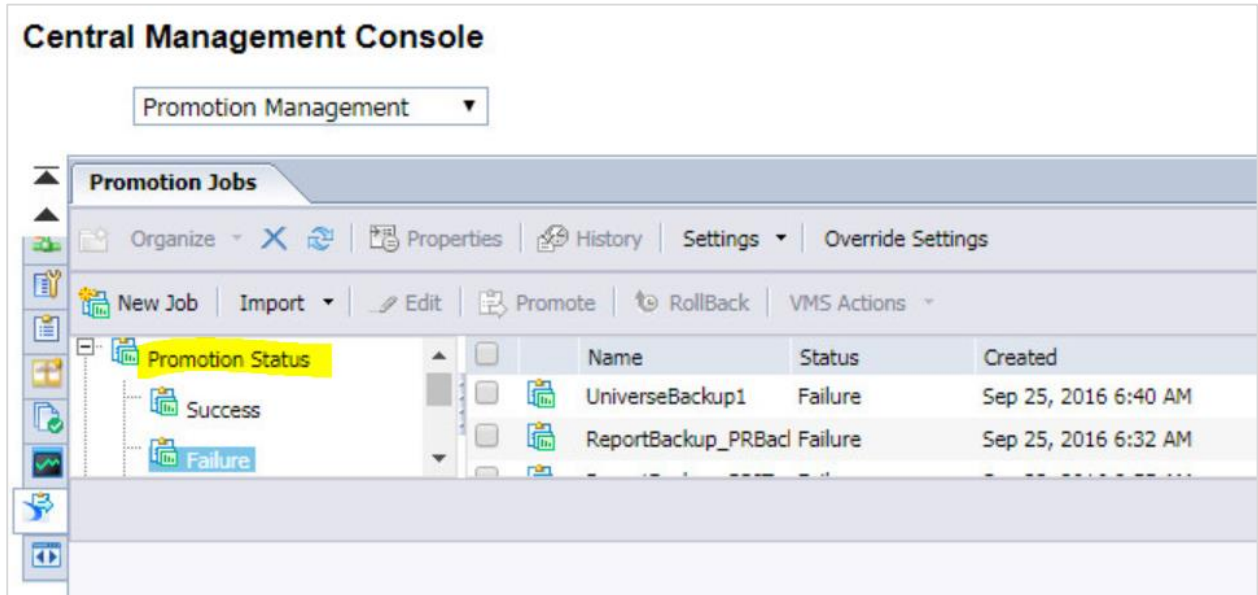 Central Management Console
Promotion Management
Promotion Jobs
Organize Properties History Settings Override Settings
New Job Import Edit Promote RollBack VMS Actions
Name Status Created
Promotion Status
UniverseBackup1 Failure Sep 25, 2016 6:40 AM
Success
ReportBackup_PRBacl Failure Sep 25, 2016 6:32 AM
Failure